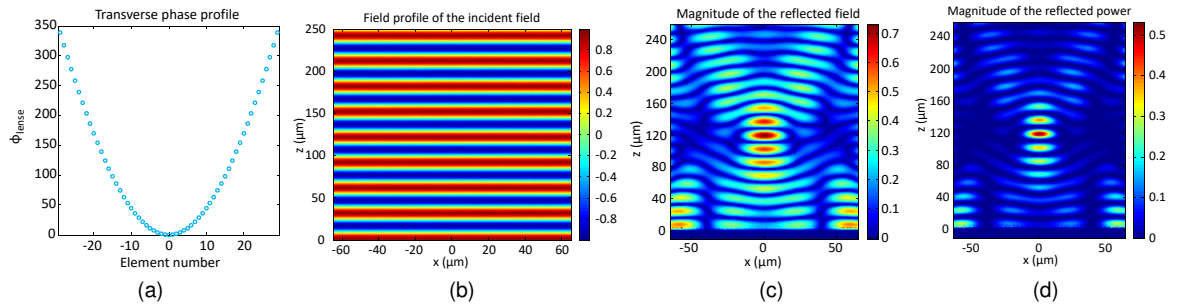 Transverse phase profile
350
300
250
200
150
100
50
0
ϕlense
-20 -10 0 10 20
Element number
(a)
Field profile of the incident field
250
200
150
100
50
0
z (µm)
-60 -40 -20 0 20 40 60
x (µm)
0.8
0.6
0.4
0.2
0
-0.2
-0.4
-0.6
-0.8
(b)
Magnitude of the reflected field
240
200
160
120
80
40
0
z (µm)
-50 0 50
x (µm)
0.7
0.6
0.5
0.4
0.3
0.2
0.1
0
(c)
Magnitude of the reflected power
240
200
160
120
80
40
0
z (µm)
-50 0 50
x (µm)
0.5
0.4
0.3
0.2
0.1
0
(d)